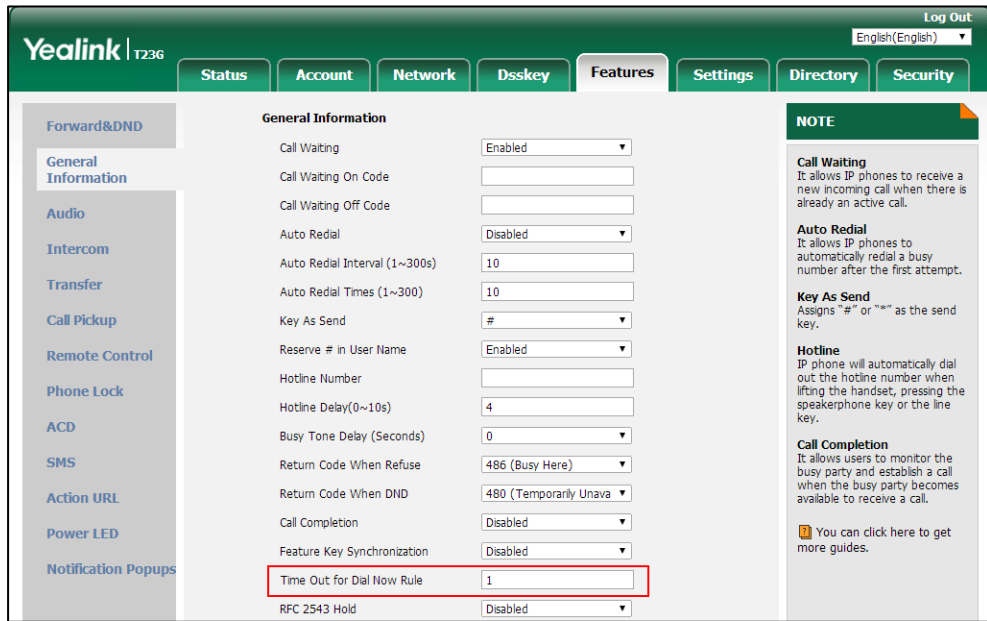 Log Out
English(English)
Yealink T23G
Status Account Network Dsskey Features Settings Directory Security
Forward&DND
General
Information
Audio
Intercom
Transfer
Call Pickup
Remote Control
Phone Lock
ACD
SMS
Action URL
Power LED
Notification Popups
General Information
Call Waiting Enabled
Call Waiting On Code
Call Waiting Off Code
Auto Redial Disabled
Auto Redial Interval (1~300s) 10
Auto Redial Times (1~300) 10
Key As Send #
Reserve # in User Name Enabled
Hotline Number
Hotline Delay(0~10s) 4
Busy Tone Delay (Seconds) 0
Return Code When Refuse 486 (Busy Here)
Return Code When DND 480 (Temporarily Unava
Call Completion Disabled
Feature Key Synchronization Disabled
Time Out for Dial Now Rule 1
RFC 2543 Hold Disabled
NOTE
Call Waiting
It allows IP phones to receive a
new incoming call when there is
already an active call.
Auto Redial
It allows IP phones to
automatically redial a busy
number after the first attempt.
Key As Send
Assigns "#" or "*" as the send
key.
Hotline
IP phone will automatically dial
out the hotline number when
lifting the handset, pressing the
speakerphone key or the line
key.
Call Completion
It allows users to monitor the
busy party and establish a call
when the busy party becomes
available to receive a call.
? You can click here to get
more guides.